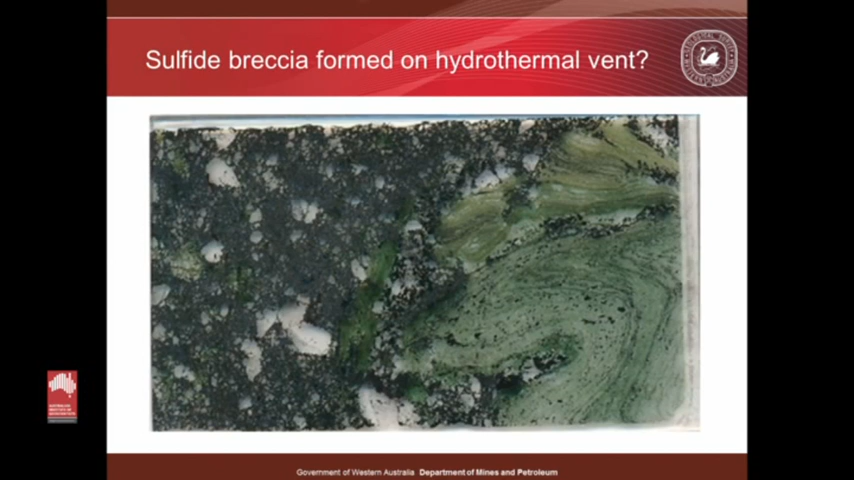 Sulfide breccia formed on hydrothermal vent?
Government of Western Australia Department of Mines and Petroleum